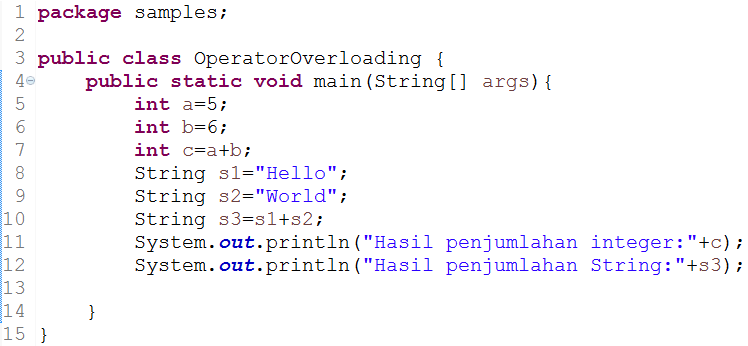 1 package samples;
2
3 public class OperatorOverloading {
4     public static void main(String[] args){
5         int a=5;
6         int b=6;
7         int c=a+b;
8         String s1="Hello";
9         String s2="World";
10         String s3=s1+s2;
11         System.out.println("Hasil penjumlahan integer:"+c);
12         System.out.println("Hasil penjumlahan String:"+s3);
13
14     }
15 }